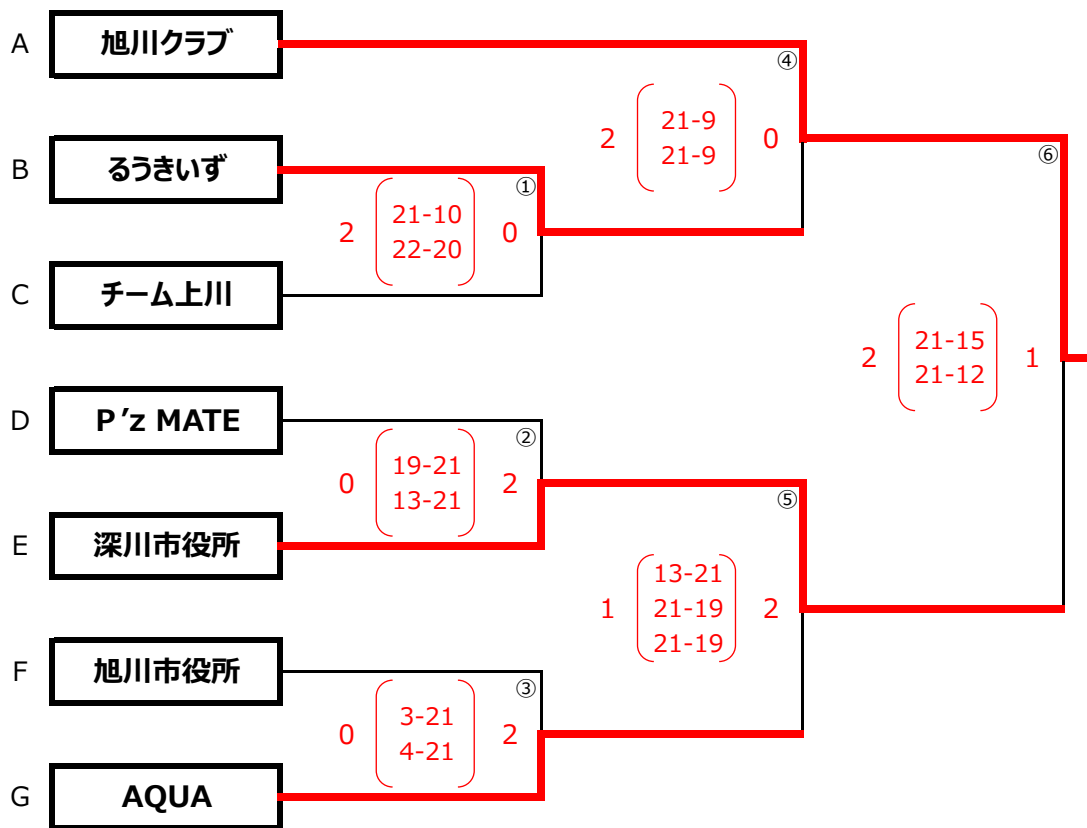 A 旭川クラブ
④
2 21-9 0
21-9
⑥
B るうきいず
①
2 21-10 0
22-20
C チーム上川
2 21-15 1
21-12
D P'z MATE
②
0 19-21 2
13-21
⑤
E 深川市役所
1 13-21 2
21-19
21-19
F 旭川市役所
③
0 3-21 2
4-21
G AQUA